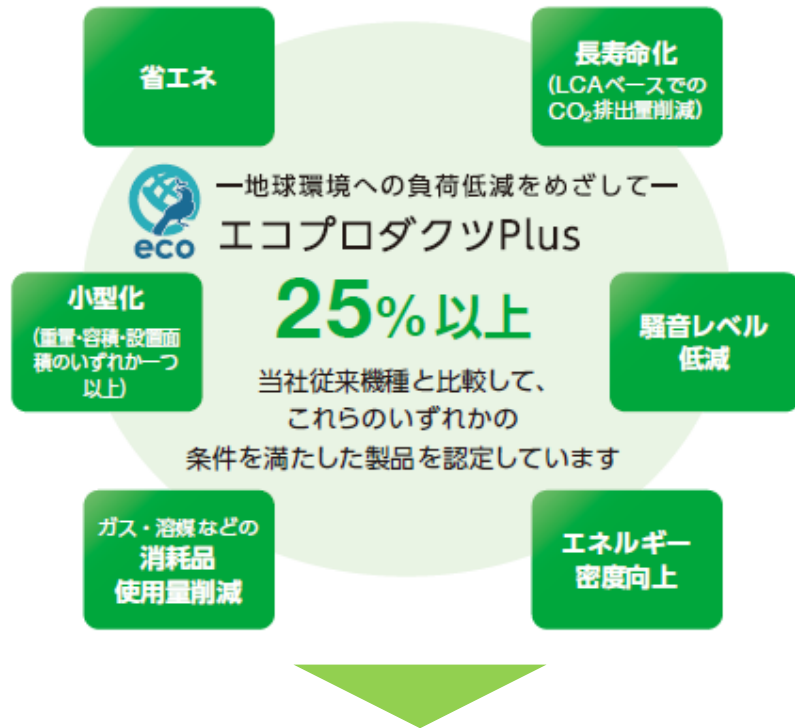 省エネ
長寿命化
(LCAベースでの
CO₂排出量削減)
ー地球環境への負荷低減をめざしてー
eco
エコプロダクツPlus
小型化
(重量・容積・設置面
積のいずれか一つ
以上)
25%以上
騒音レベル
低減
当社従来機種と比較して、
これらのいずれかの
条件を満たした製品を認定しています
ガス・溶媒などの
消耗品
使用量削減
エネルギー
密度向上